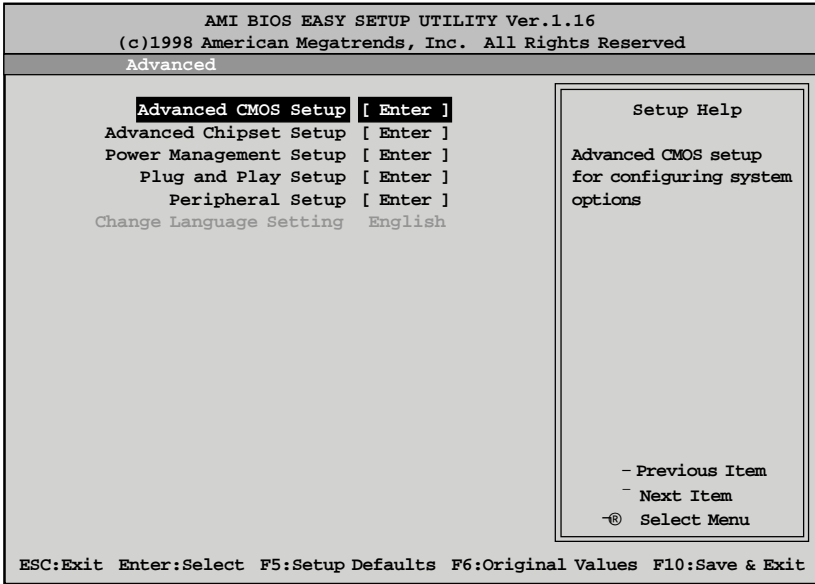 AMI BIOS EASY SETUP UTILITY Ver.1.16
(c)1998 American Megatrends, Inc. All Rights Reserved
Advanced
Advanced CMOS Setup [ Enter ]
Advanced Chipset Setup [ Enter ]
Power Management Setup [ Enter ]
Plug and Play Setup [ Enter ]
Peripheral Setup [ Enter ]
Change Language Setting English
Setup Help
Advanced CMOS setup
for configuring system
options
- Previous Item
¯ Next Item
¬® Select Menu
ESC:Exit Enter:Select F5:Setup Defaults F6:Original Values F10:Save & Exit